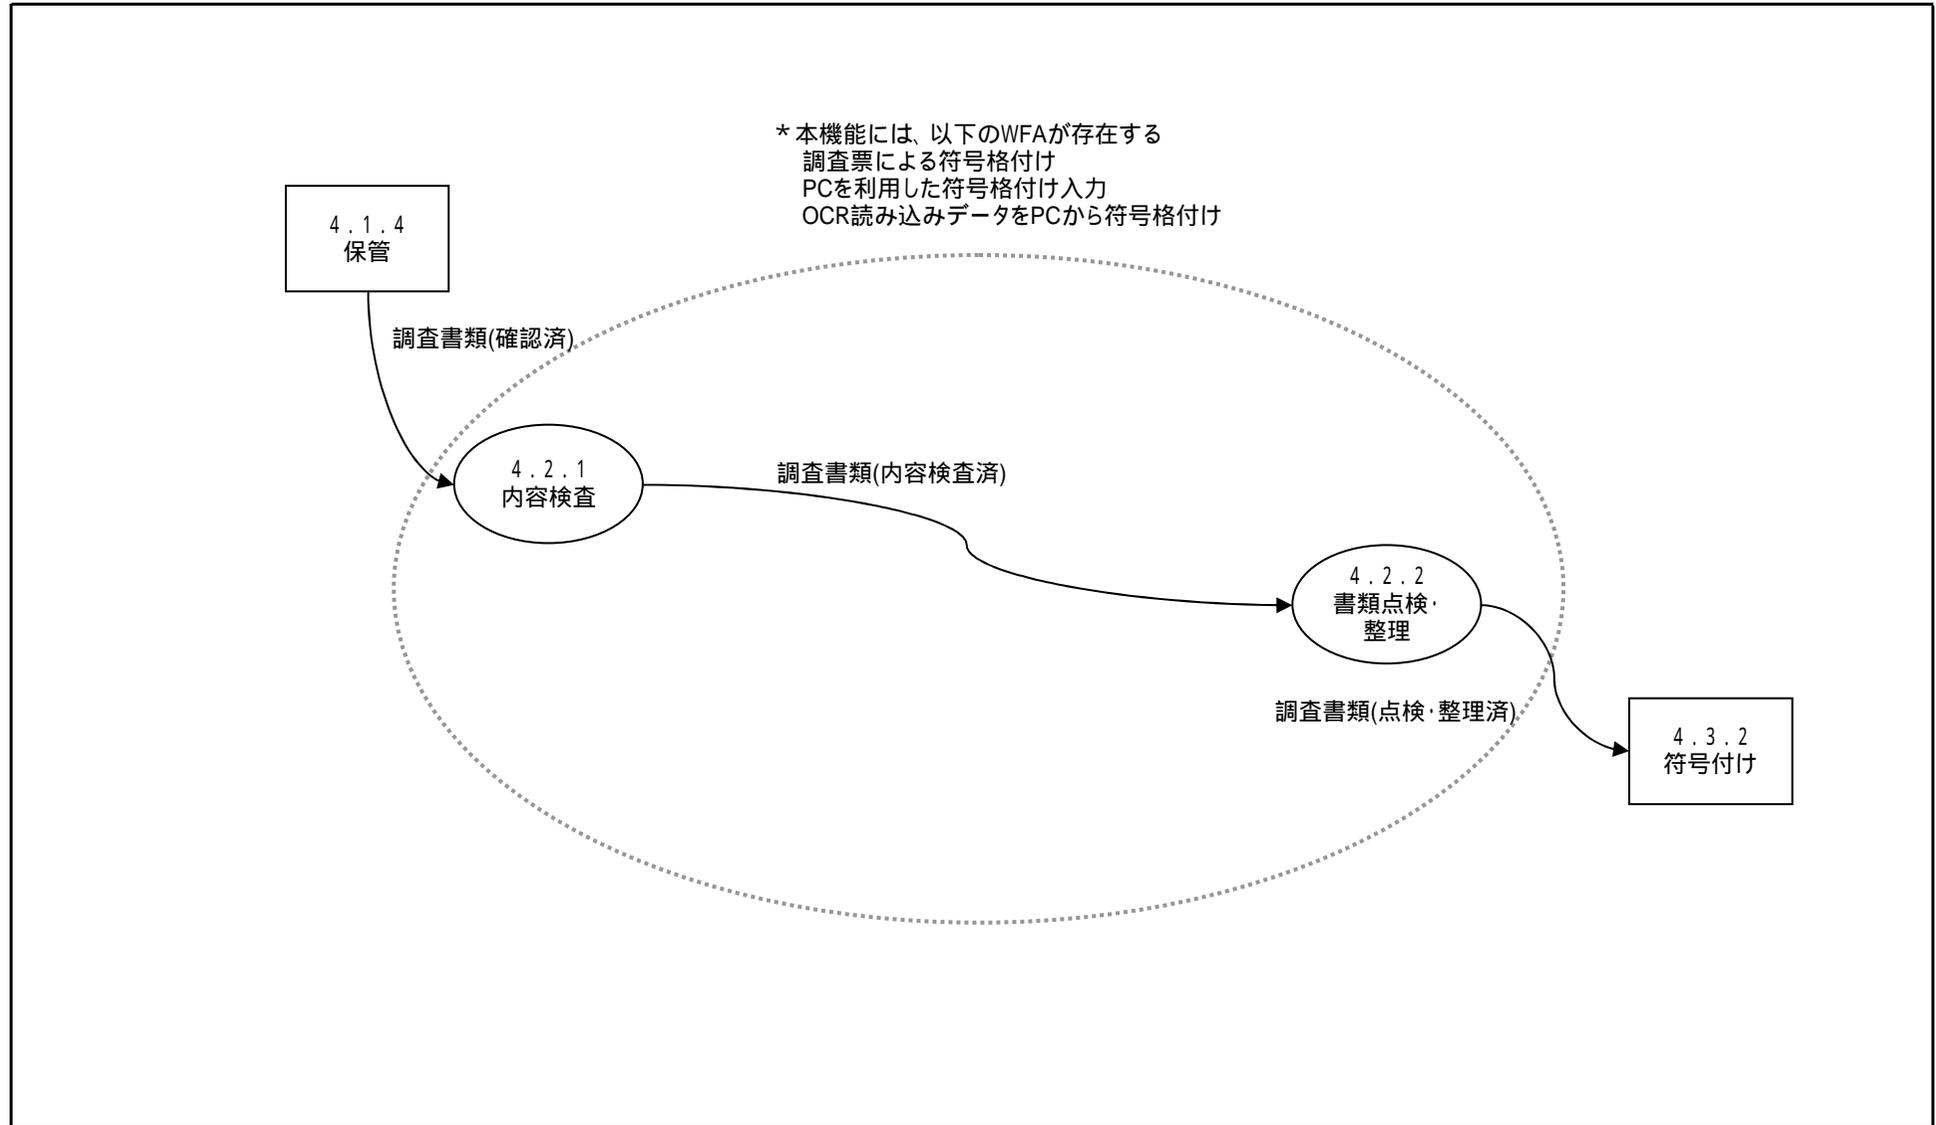 *本機能には、以下のWFAが存在する
調査票による符号格付け
PCを利用した符号格付け入力
OCR読み込みデータをPCから符号格付け
4.1.4
保管
調査書類(確認済)
4.2.1
内容検査
調査書類(内容検査済)
4.2.2
書類点検・
整理
調査書類(点検・整理済)
4.3.2
符号付け